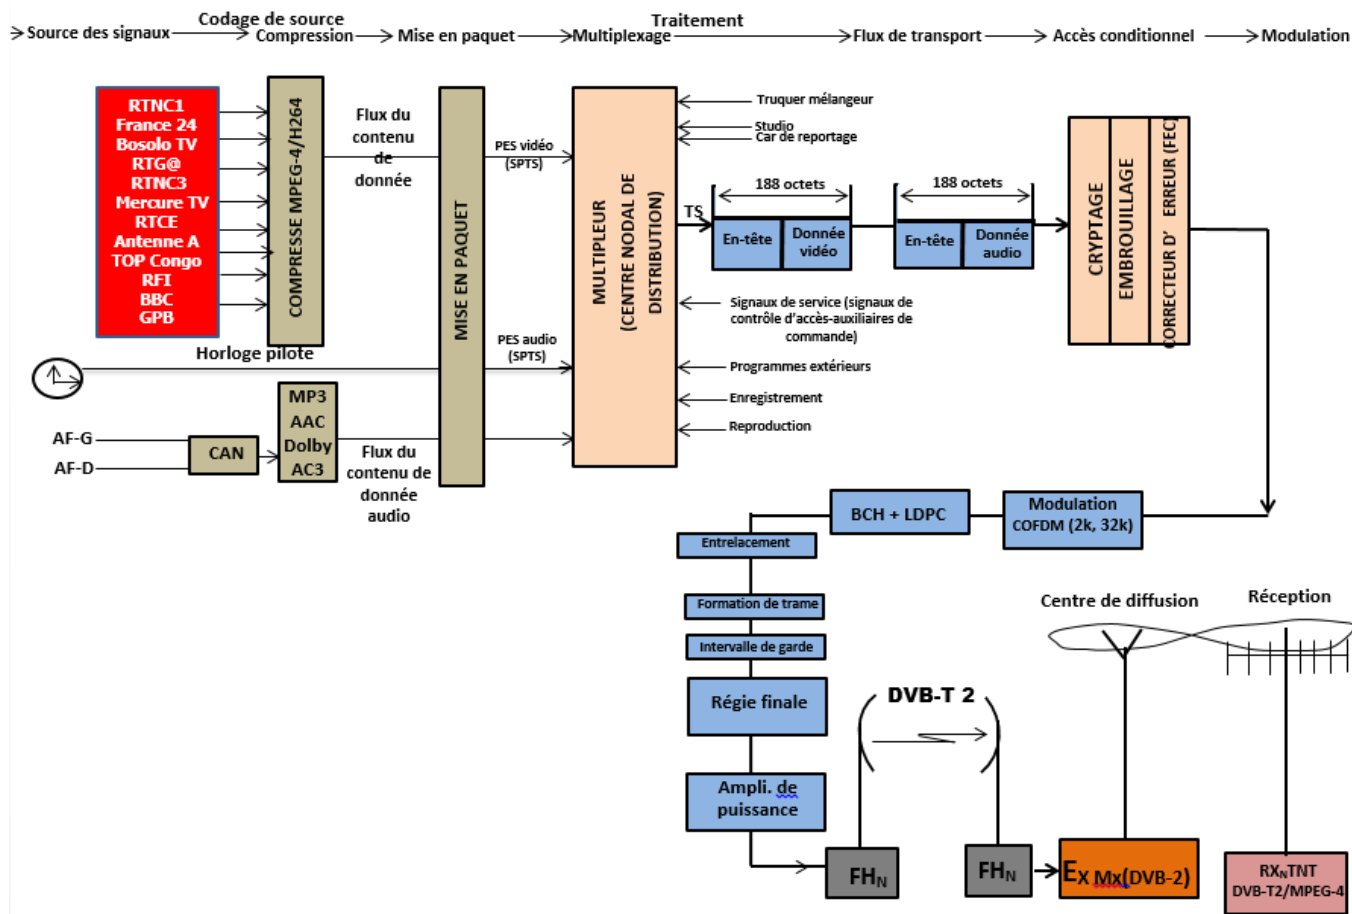 Codage de source
Traitement
Source des signaux
Compression
Mise en paquet
Multiplexage
Flux de transport
Accès conditionnel
Modulation
RTNC1
France 24
Bosolo TV
RTG@
RTNC3
Mercure TV
RTCE
Antenne A
TOP Congo
RFI
BBC
GPB
COMPRESSE MPEG-4/H264
Flux du
contenu
de
donnée
MISE EN PAQUET
PES vidéo
(SPTS)
PES audio
(SPTS)
MULTIPLEUR
(CENTRE NODAL DE
DISTRIBUTION)
Truquer mélangeur
Studio
Car de reportage
TS
188 octets
En-tête
Donnée
vidéo
188 octets
En-tête
Donnée
audio
Signaux de service (signaux de
contrôle d'accès-auxiliaires de
commande)
Programmes extérieurs
Enregistrement
Reproduction
CRYPTAGE
EMBROUILLAGE
CORRECTEUR D' ERREUR (FEC)
Horloge pilote
AF-G
AF-D
CAN
MP3
AAC
Dolby
AC3
Flux du
contenu de
donnée
audio
Modulation
COFDM (2k, 32k)
BCH + LDPC
Entrelacement
Formation de trame
Intervalle de garde
Régie finale
Ampli. de
puissance
FHN
DVB-T 2
FHN
Centre de diffusion
EX Mx(DVB-2)
Réception
RXNTNT
DVB-T2/MPEG-4